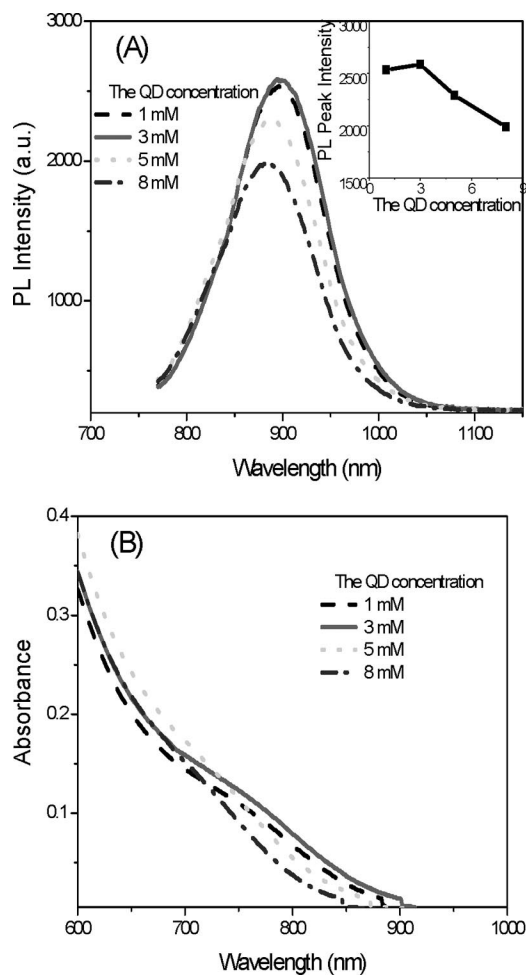 (A)
The QD concentration
1 mM
3 mM
5 mM
8 mM
PL Intensity (a.u.)
3000
2000
1000
700 800 900 1000 1100
Wavelength (nm)
PL Peak Intensity
3000
2500
2000
1500
0 3 6 9
The QD concentration
(B)
The QD concentration
1 mM
3 mM
5 mM
8 mM
Absorbance
0.4
0.3
0.2
0.1
600 700 800 900 1000
Wavelength (nm)